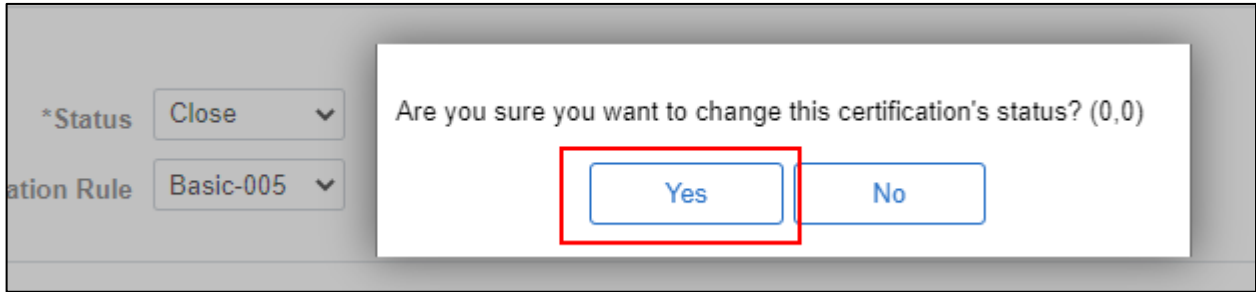 *Status Close
Are you sure you want to change this certification's status? (0,0)
ation Rule Basic-005
Yes No